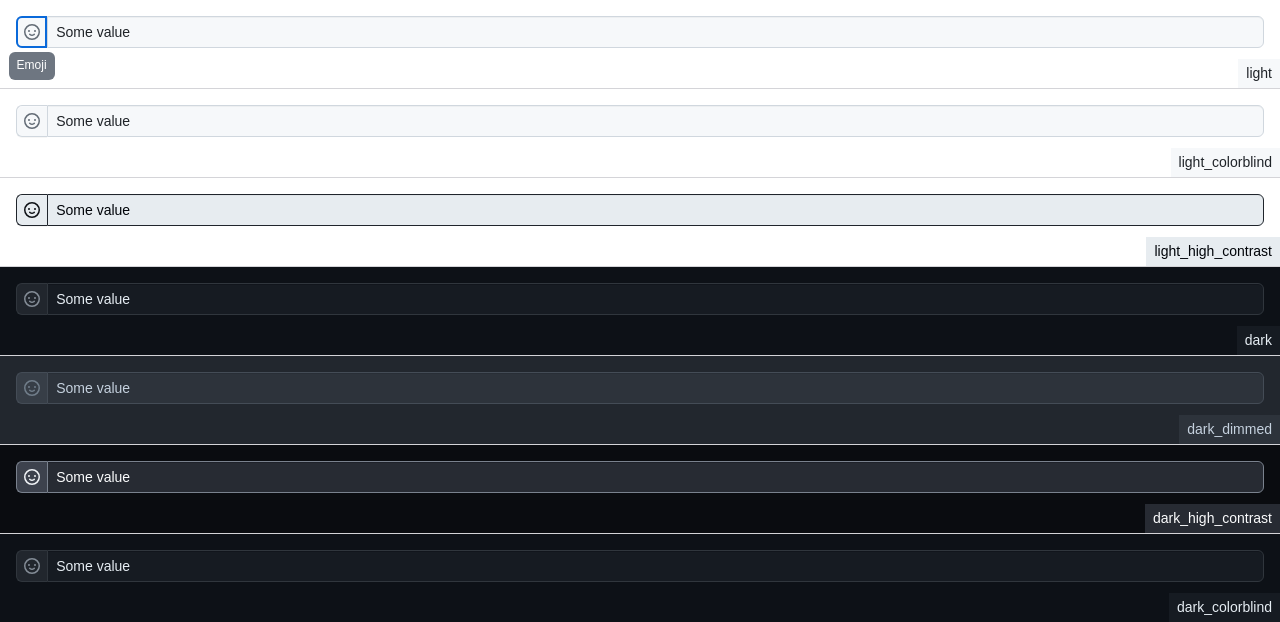 Some value
Emoji
light
Some value
light_colorblind
Some value
light_high_contrast
Some value
dark
Some value
dark_dimmed
Some value
dark_high_contrast
Some value
dark_colorblind